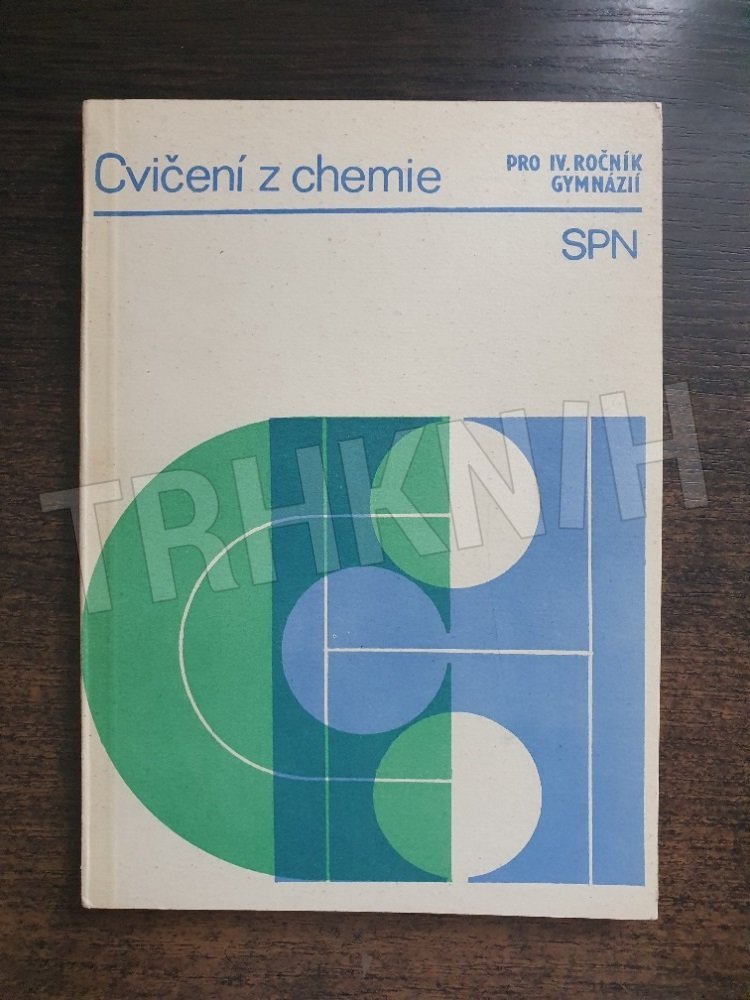 Cvičení z chemie
PRO IV. ROČNÍK
GYMNÁZIÍ
SPN
TRHKNIH